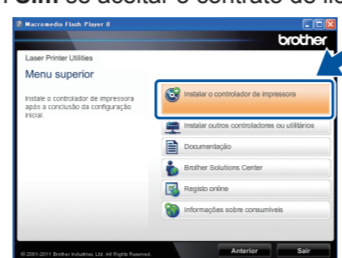 Sim se aceitar o contrato de
Macromedia Flash Player 8
brother
Laser Printer Utilities
Menu superior
Instale o controlador de impressora
após a conclusão da configuração
inicial.
Instalar o controlador de impressora
Instalar outros controladores ou utilitários
Documentação
Brother Solutions Center
Registo online
Informações sobre consumíveis
© 2001-2011 Brother Industries, Ltd. All Rights Reserved.
Anterior
Sair